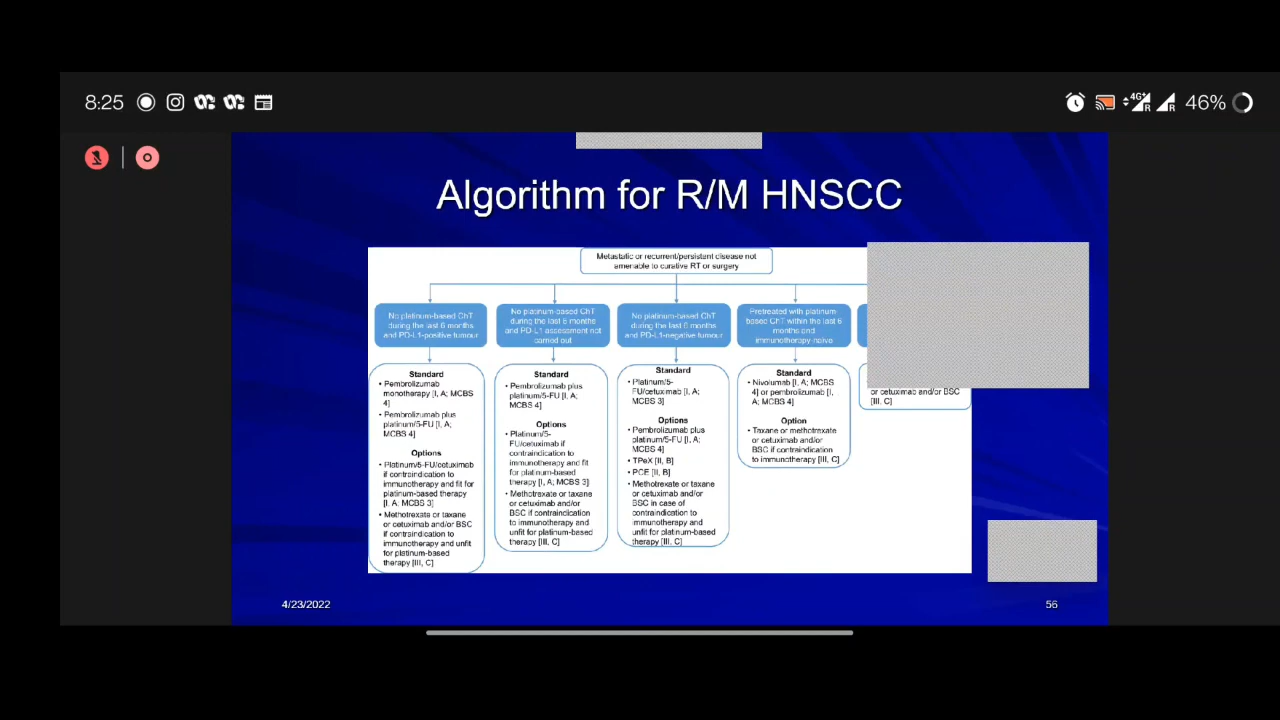 8:25
4G+
R
R
46%
Algorithm for R/M HNSCC
Metastatic or recurrent/persistent disease not
amenable to curative RT or surgery
No platinum-based ChT
during the last 6 months
and PD-L1-positive tumour
No platinum-based ChT
during the last 6 months
and PD-L1 assessment not
carried out
No platinum-based ChT
during the last 6 months
and PD-L1-negative tumour
Pretreated with platinum-
based ChT within the last 6
months and
immunotherapy-naive
Standard
• Pembrolizumab
monotherapy [I, A; MCBS
4]
• Pembrolizumab plus
platinum/5-FU [I, A;
MCBS 4]
Options
• Platinum/5-FU/cetuximab
if contraindication to
immunotherapy and fit for
platinum-based therapy
[I, A; MCBS 3]
• Methotrexate or taxane
or cetuximab and/or BSC
if contraindication to
immunotherapy and unfit
for platinum-based
therapy [III, C]
Standard
• Pembrolizumab plus
platinum/5-FU [I, A;
MCBS 4]
Options
• Platinum/5-
FU/cetuximab if
contraindication to
immunotherapy and fit
for platinum-based
therapy [I, A; MCBS 3]
• Methotrexate or taxane
or cetuximab and/or
BSC if contraindication
to immunotherapy and
unfit for platinum-based
therapy [III, C]
Standard
• Platinum/5-
FU/cetuximab [I, A;
MCBS 3]
Options
• Pembrolizumab plus
platinum/5-FU [I, A;
MCBS 4]
• TPeX [II, B]
• PCE [II, B]
• Methotrexate or taxane
or cetuximab and/or
BSC in case of
contraindication to
immunotherapy and
unfit for platinum-based
therapy [III, C]
Standard
• Nivolumab [I, A; MCBS
4] or pembrolizumab [I,
A; MCBS 4]
Option
• Taxane or methotrexate
or cetuximab and/or
BSC if contraindication
to immunotherapy [III, C]
or cetuximab and/or BSC
[III, C]
4/23/2022
56